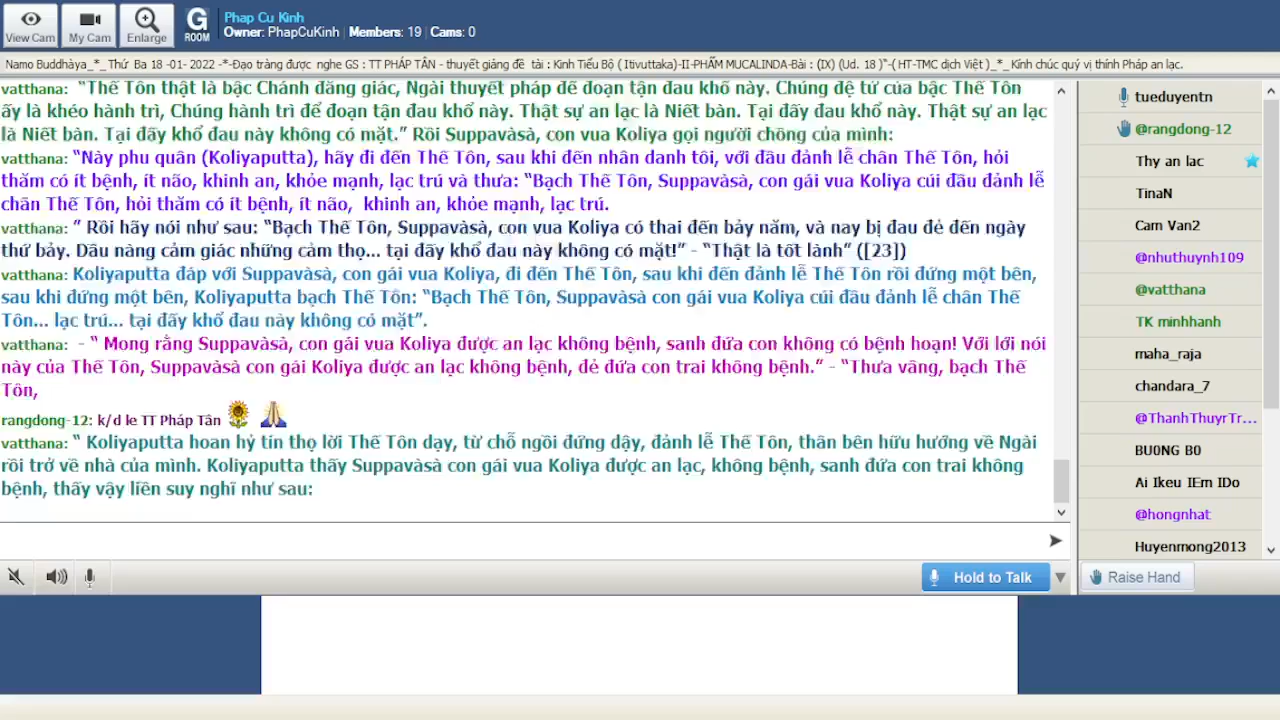 View Cam
My Cam
Enlarge
G
ROOM
Phap Cu Kinh
Owner: PhapCuKinh | Members: 19 | Cams: 0
Namo Buddhàya_*_Thứ Ba 18 -01- 2022 -*-Đạo tràng được nghe GS : TT PHÁP TÂN - thuyết giảng đề tài : Kinh Tiểu Bộ ( Itivuttaka)-II-PHẨM MUCALINDA-Bài : (IX) (Ud. 18 )"-( HT-TMC dịch Việt )_*_ Kính chúc quý vị thính Pháp an lạc.
vatthana: “Thế Tôn thật là bậc Chánh đăng giác, Ngài thuyết pháp để đoạn tận đau khổ này. Chúng đệ tử của bậc Thế Tôn
ấy là khéo hành trì, Chúng hành trì để đoạn tận đau khổ này. Thật sự an lạc là Niết bàn. Tại đấy đau khổ này. Thật sự an lạc
là Niết bàn. Tại đấy khổ đau này không có mặt.” Rồi Suppavàsà, con vua Koliya gọi người chồng của mình:
vatthana: “Này phu quân (Koliyaputta), hãy đi đến Thế Tôn, sau khi đến nhân danh tôi, với đầu đảnh lễ chân Thế Tôn, hỏi
thăm có ít bệnh, ít não, khinh an, khỏe mạnh, lạc trú và thưa: “Bạch Thế Tôn, Suppavàsà, con gái vua Koliya cúi đầu đảnh lễ
chân Thế Tôn, hỏi thăm có ít bệnh, ít não, khinh an, khỏe mạnh, lạc trú.
vatthana: ” Rồi hãy nói như sau: “Bạch Thế Tôn, Suppavàsà, con vua Koliya có thai đến bảy năm, và nay bị đau đẻ đến ngày
thứ bảy. Dầu nàng cảm giác những cảm thọ... tại đấy khổ đau này không có mặt!” - “Thật là tốt lành” ([23])
vatthana: Koliyaputta đáp với Suppavàsà, con gái vua Koliya, đi đến Thế Tôn, sau khi đến đảnh lễ Thế Tôn rồi đứng một bên,
sau khi đứng một bên, Koliyaputta bạch Thế Tôn: “Bạch Thế Tôn, Suppavàsà con gái vua Koliya cúi đầu đảnh lễ chân Thế
Tôn... lạc trú... tại đấy khổ đau này không có mặt”.
vatthana: - “ Mong rằng Suppavàsà, con gái vua Koliya được an lạc không bệnh, sanh đứa con không có bệnh hoạn! Với lới nói
này của Thế Tôn, Suppavàsà con gái Koliya được an lạc không bệnh, đẻ đứa con trai không bệnh.” - “Thưa vâng, bạch Thế
Tôn,
rangdong-12: k/d le TT Pháp Tân
vatthana: “ Koliyaputta hoan hỷ tín thọ lời Thế Tôn dạy, từ chỗ ngồi đứng dậy, đảnh lễ Thế Tôn, thân bên hữu hướng về Ngài
rồi trở về nhà của mình. Koliyaputta thấy Suppavàsà con gái vua Koliya được an lạc, không bệnh, sanh đứa con trai không
bệnh, thấy vậy liền suy nghĩ như sau:
tueduyentn
@rangdong-12
Thy an lac
TinaN
Cam Van2
@nhuthuynh109
@vatthana
TK minhhanh
maha_raja
chandara_7
@ThanhThuyrTr...
BU0NG B0
Ai Ikeu IEm IDo
@hongnhat
Huyenmong2013
Hold to Talk
Raise Hand